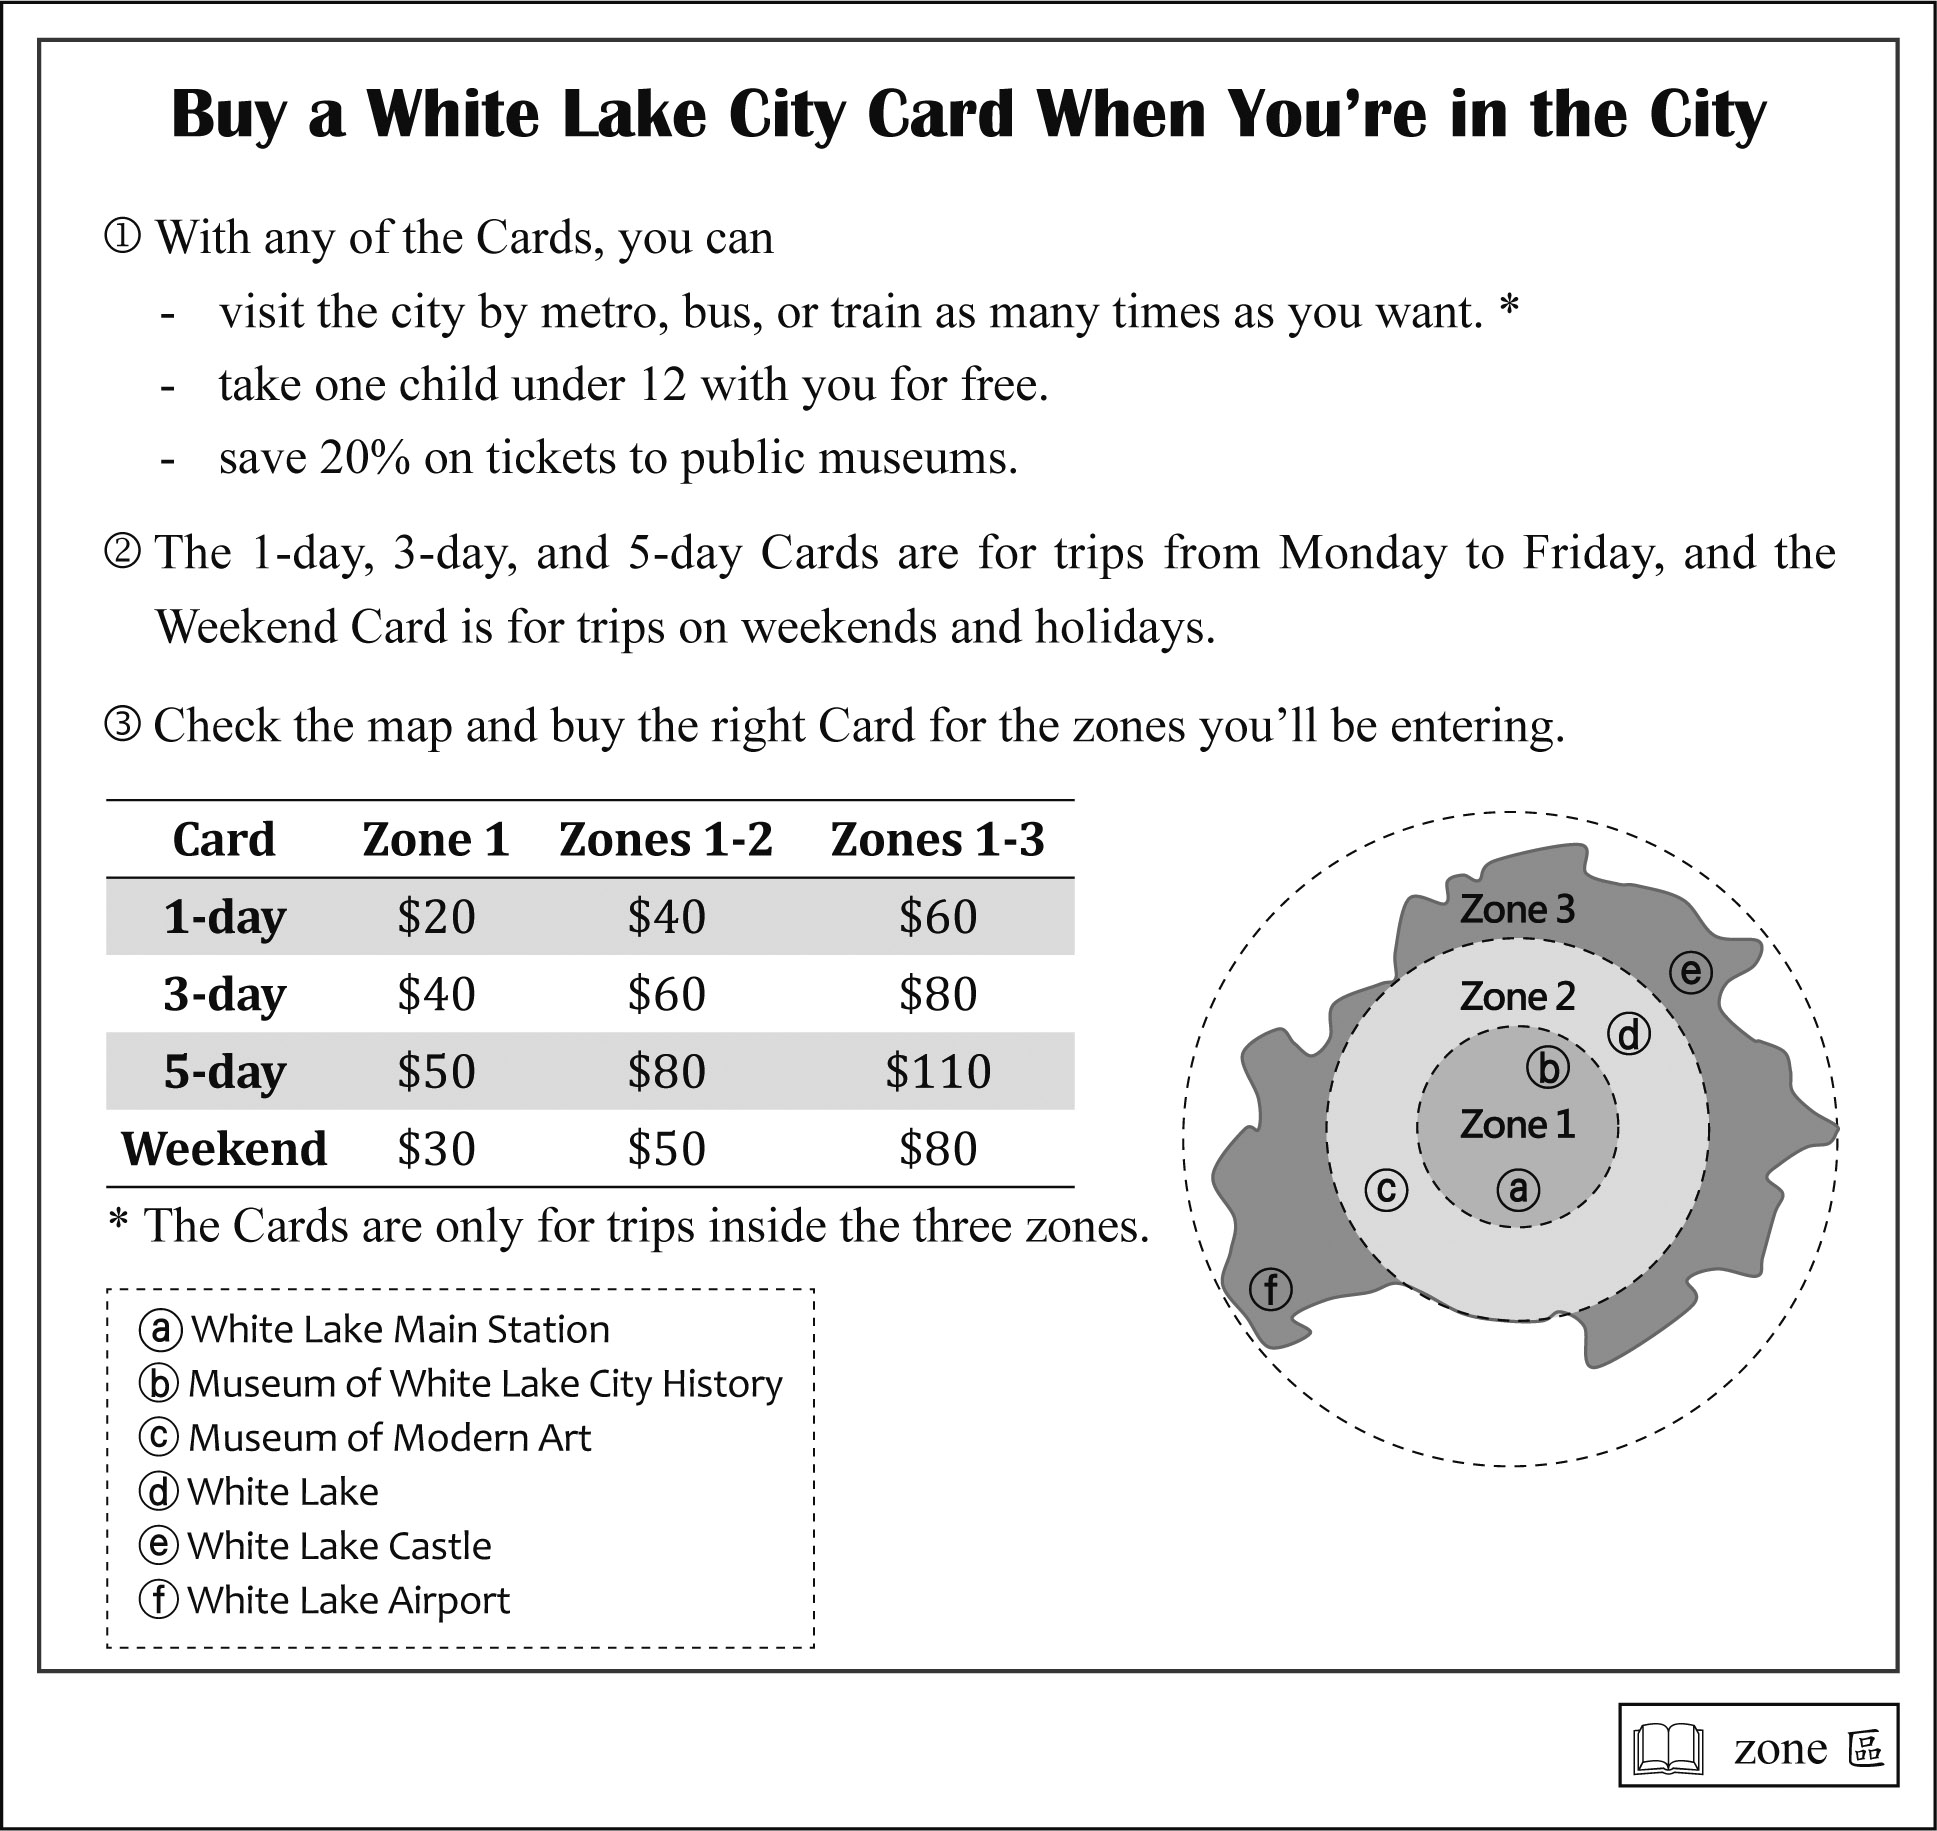 Buy a White Lake City Card When You're in the City
① With any of the Cards, you can
- visit the city by metro, bus, or train as many times as you want. *
- take one child under 12 with you for free.
- save 20% on tickets to public museums.
② The 1-day, 3-day, and 5-day Cards are for trips from Monday to Friday, and the
Weekend Card is for trips on weekends and holidays.
③ Check the map and buy the right Card for the zones you'll be entering.
Card Zone 1 Zones 1-2 Zones 1-3
1-day $20 $40 $60
3-day $40 $60 $80
5-day $50 $80 $110
Weekend $30 $50 $80
* The Cards are only for trips inside the three zones.
Zone 3
ⓔ
Zone 2
ⓓ
ⓑ
Zone 1
ⓒ ⓐ
ⓕ
ⓐ White Lake Main Station
ⓑ Museum of White Lake City History
ⓒ Museum of Modern Art
ⓓ White Lake
ⓔ White Lake Castle
ⓕ White Lake Airport
zone 區